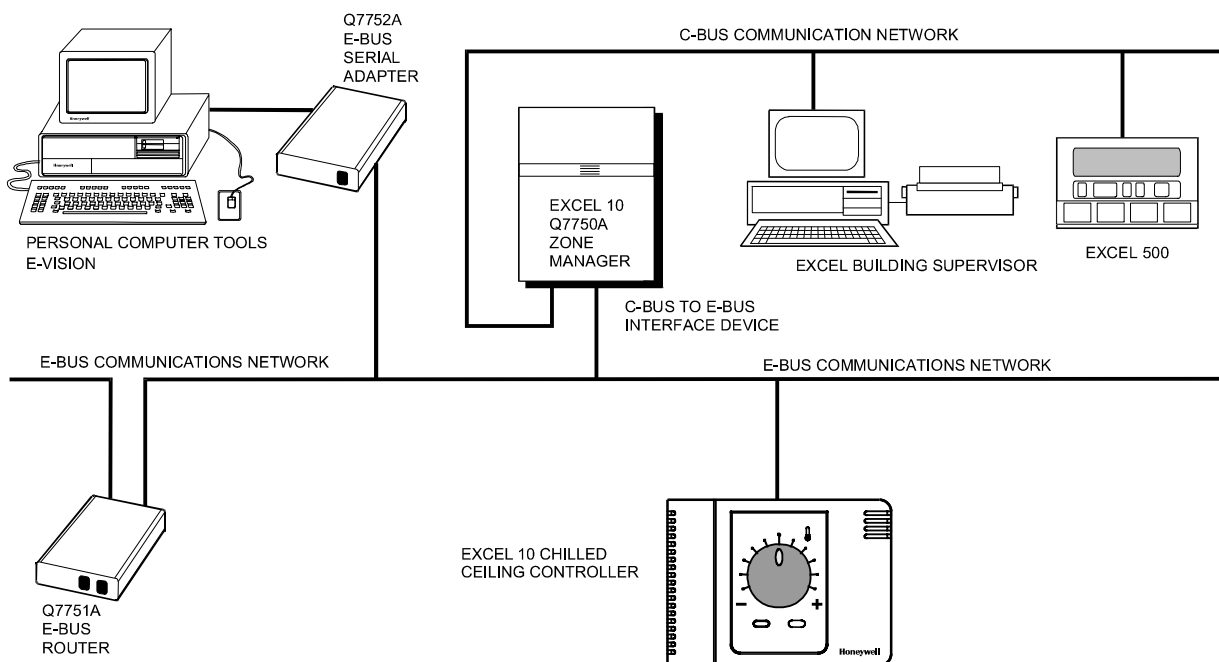 Q7752A
E-BUS
SERIAL
ADAPTER
C-BUS COMMUNICATION NETWORK
Honeywell
Honeywell
EXCEL 10
Q7750A
ZONE
MANAGER
PERSONAL COMPUTER TOOLS
E-VISION
EXCEL BUILDING SUPERVISOR
EXCEL 500
C-BUS TO E-BUS
INTERFACE DEVICE
E-BUS COMMUNICATIONS NETWORK
E-BUS COMMUNICATIONS NETWORK
EXCEL 10 CHILLED
CEILING CONTROLLER
- +
Honeywell
Q7751A
E-BUS
ROUTER